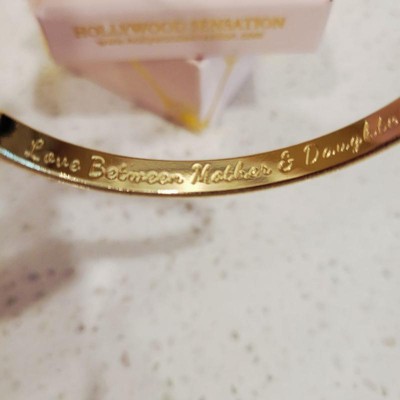 HOLLYWOOD SENSATION
Love Between Mother & Daughter